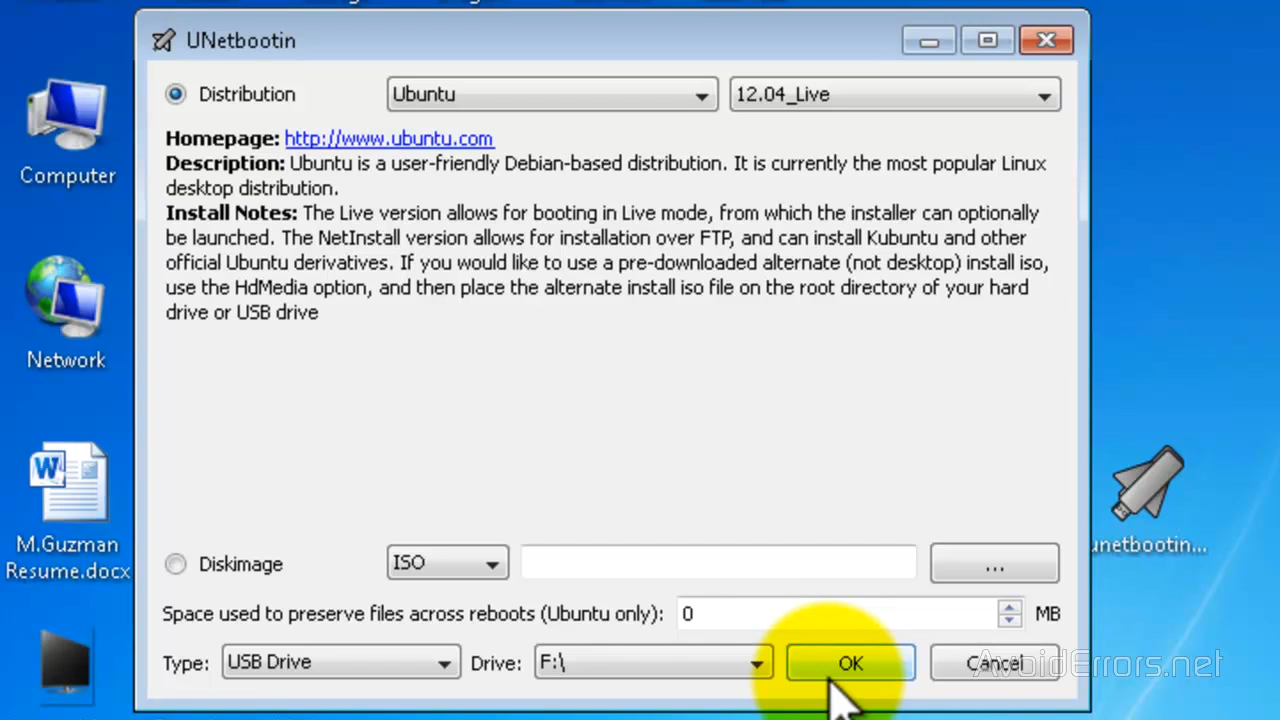 UNetbootin
Distribution
Ubuntu
12.04_Live
Homepage: http://www.ubuntu.com
Description: Ubuntu is a user-friendly Debian-based distribution. It is currently the most popular Linux
desktop distribution.
Install Notes: The Live version allows for booting in Live mode, from which the installer can optionally
be launched. The NetInstall version allows for installation over FTP, and can install Kubuntu and other
official Ubuntu derivatives. If you would like to use a pre-downloaded alternate (not desktop) install iso,
use the HdMedia option, and then place the alternate install iso file on the root directory of your hard
drive or USB drive
Diskimage
ISO
...
Space used to preserve files across reboots (Ubuntu only): 0 MB
Type: USB Drive
Drive: F:\
OK
Cancel
Computer
Network
W
M.Guzman
Resume.docx
unetbootin...
AvoidErrors.net